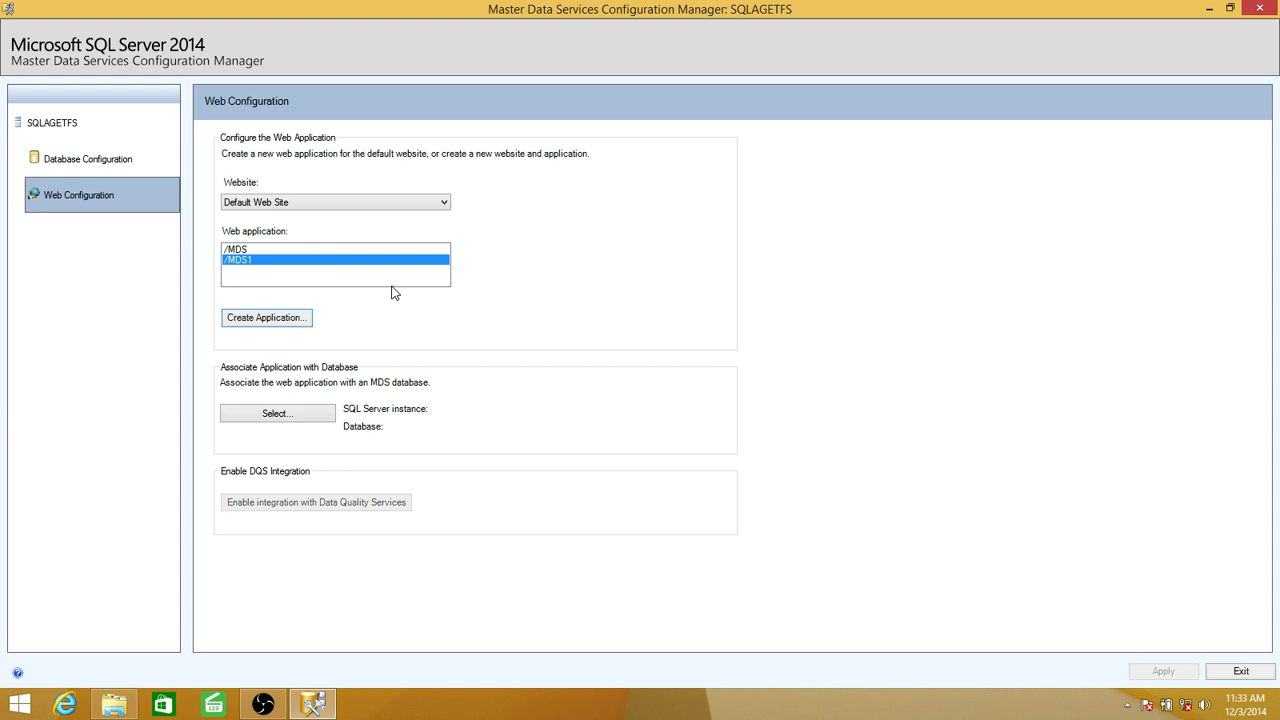 Master Data Services Configuration Manager: SQLAGETFS
Microsoft SQL Server 2014
Master Data Services Configuration Manager
SQLAGETFS
Database Configuration
Web Configuration
Web Configuration
Configure the Web Application
Create a new web application for the default website, or create a new website and application.
Website:
Default Web Site
Web application:
/MDS
/MDS1
Create Application...
Associate Application with Database
Associate the web application with an MDS database.
Select...
SQL Server instance:
Database:
Enable DQS Integration
Enable integration with Data Quality Services
Apply
Exit
11:33 AM
12/3/2014